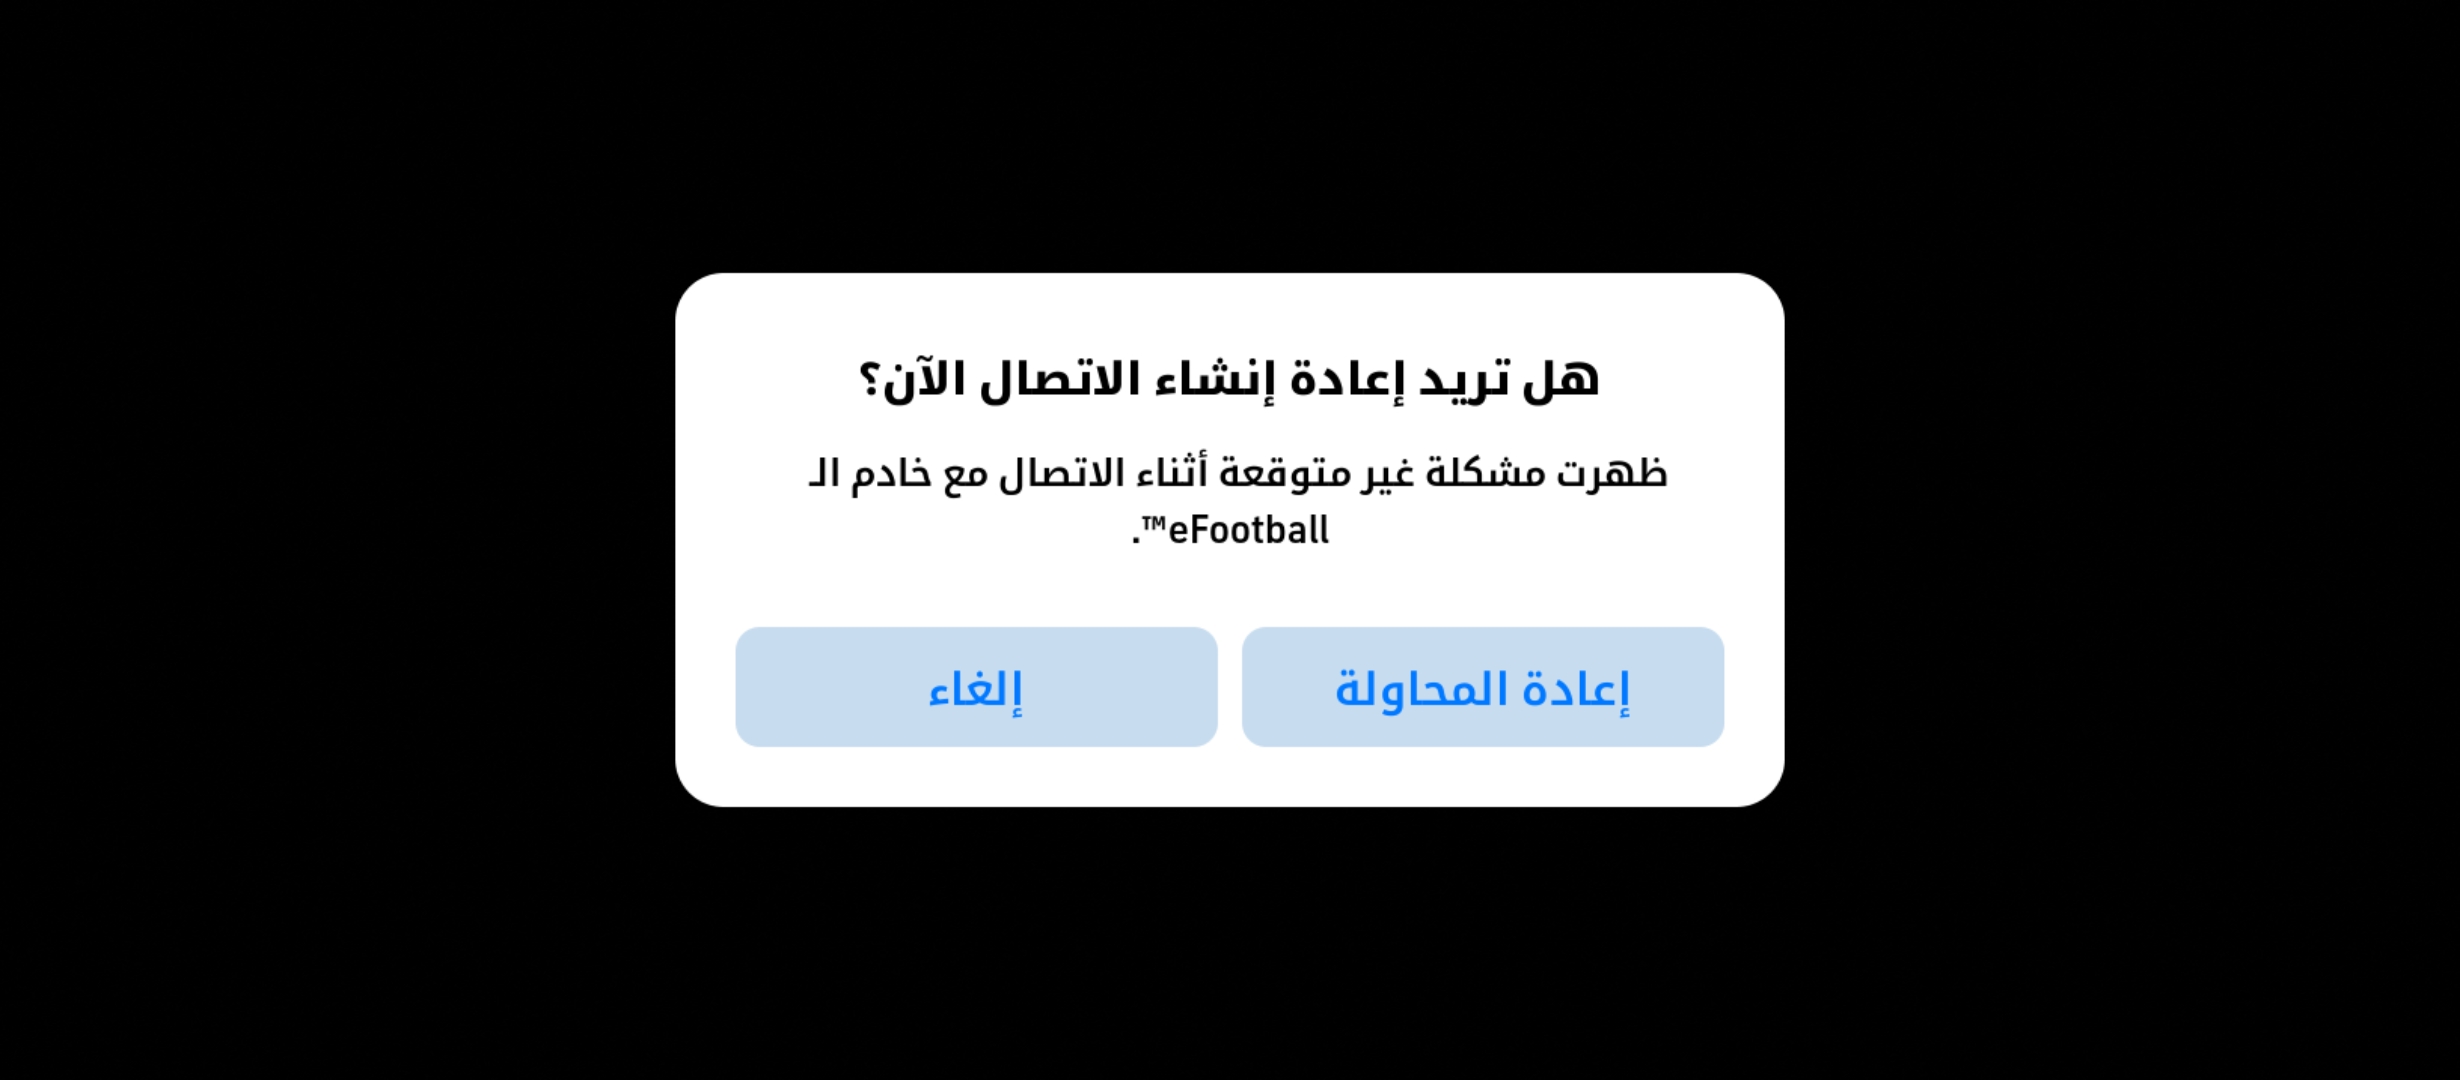 هل تريد إعادة إنشاء الاتصال الآن؟
ظهرت مشكلة غير متوقعة أثناء الاتصال مع خادم الـ
eFootball™.
إعادة المحاولة
إلغاء